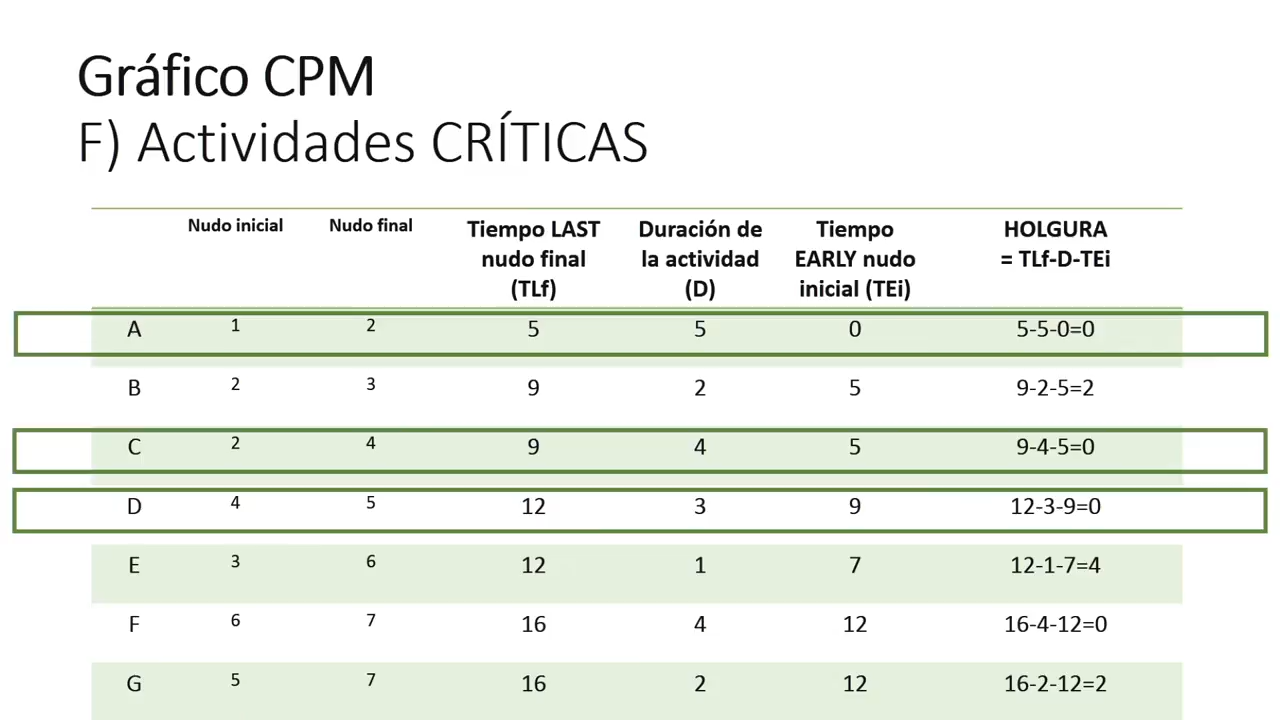 Gráfico CPM
F) Actividades CRÍTICAS
Nudo inicial Nudo final Tiempo LAST nudo final (TLf) Duración de la actividad (D) Tiempo EARLY nudo inicial (TEi) HOLGURA = TLf-D-TEi
A 1 2 5 5 0 5-5-0=0
B 2 3 9 2 5 9-2-5=2
C 2 4 9 4 5 9-4-5=0
D 4 5 12 3 9 12-3-9=0
E 3 6 12 1 7 12-1-7=4
F 6 7 16 4 12 16-4-12=0
G 5 7 16 2 12 16-2-12=2